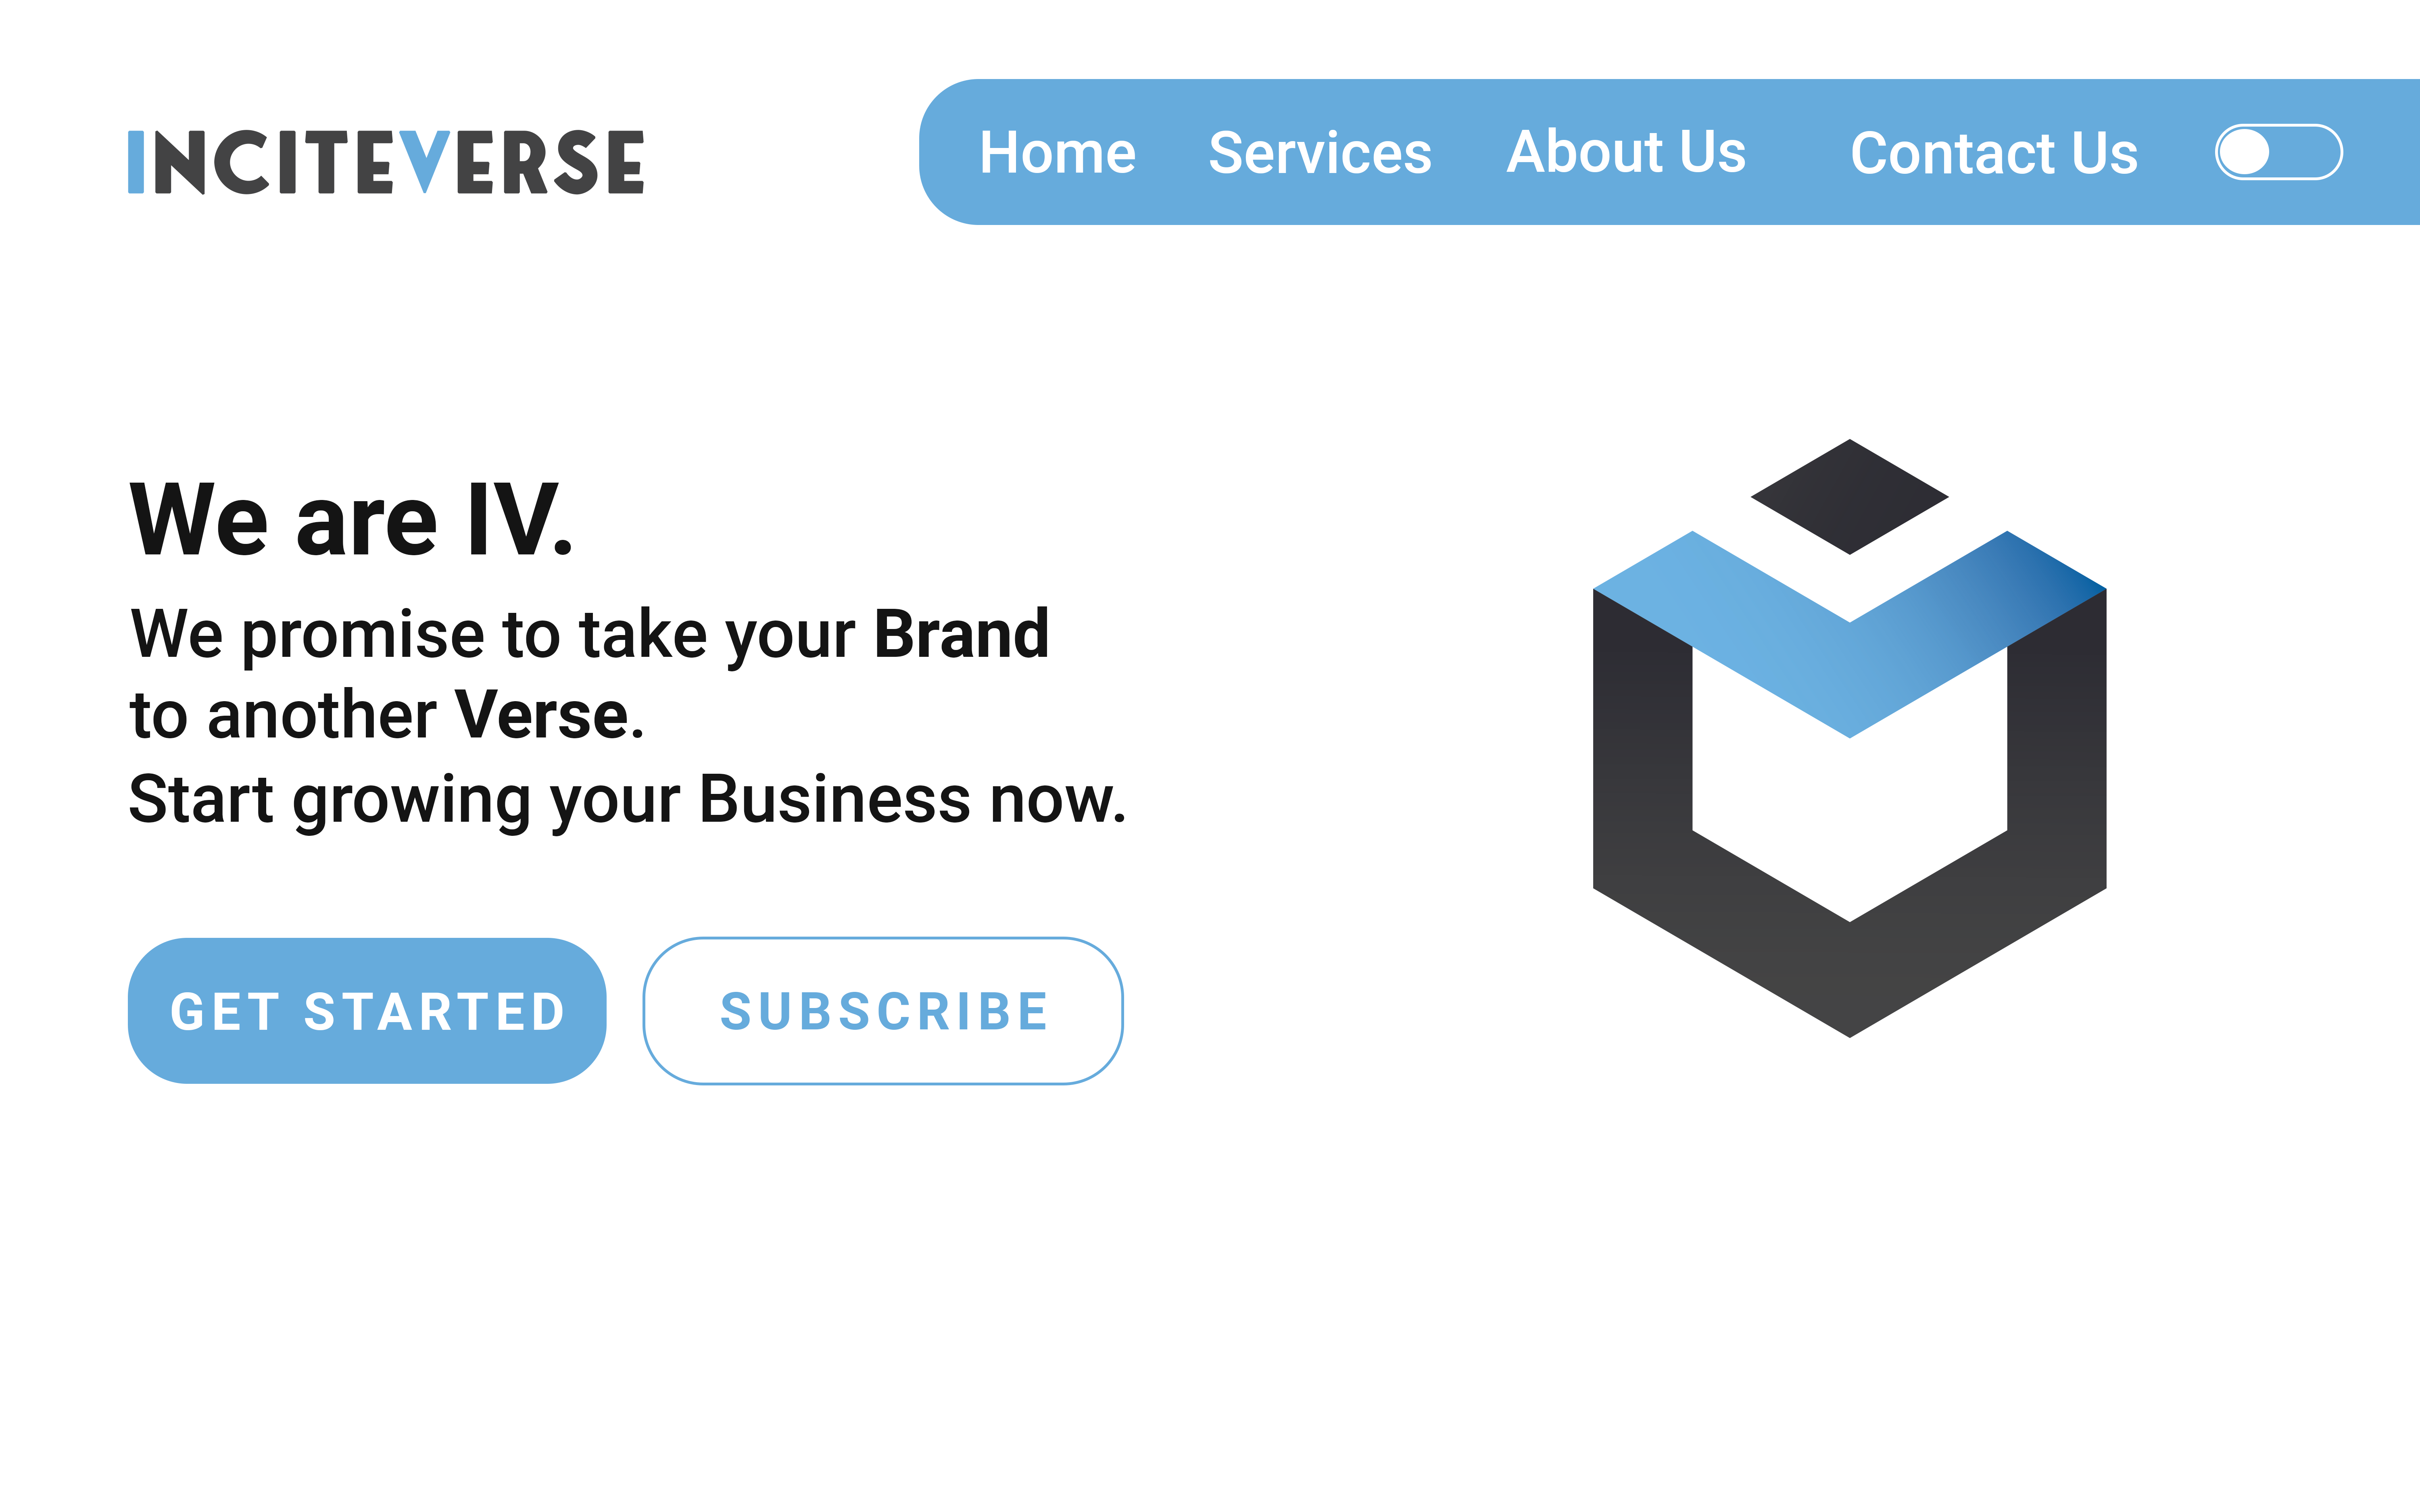 INCITEVERSE
Home Services About Us Contact Us
We are IV.
We promise to take your Brand
to another Verse.
Start growing your Business now.
GET STARTED SUBSCRIBE